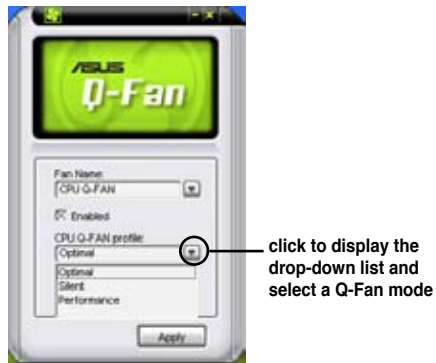 ASUS
Q-Fan
Fan Name:
CPU Q-FAN
Enabled
CPU Q-FAN profile:
Optimal
Optimal
Silent
Performance
Apply
click to display the
drop-down list and
select a Q-Fan mode